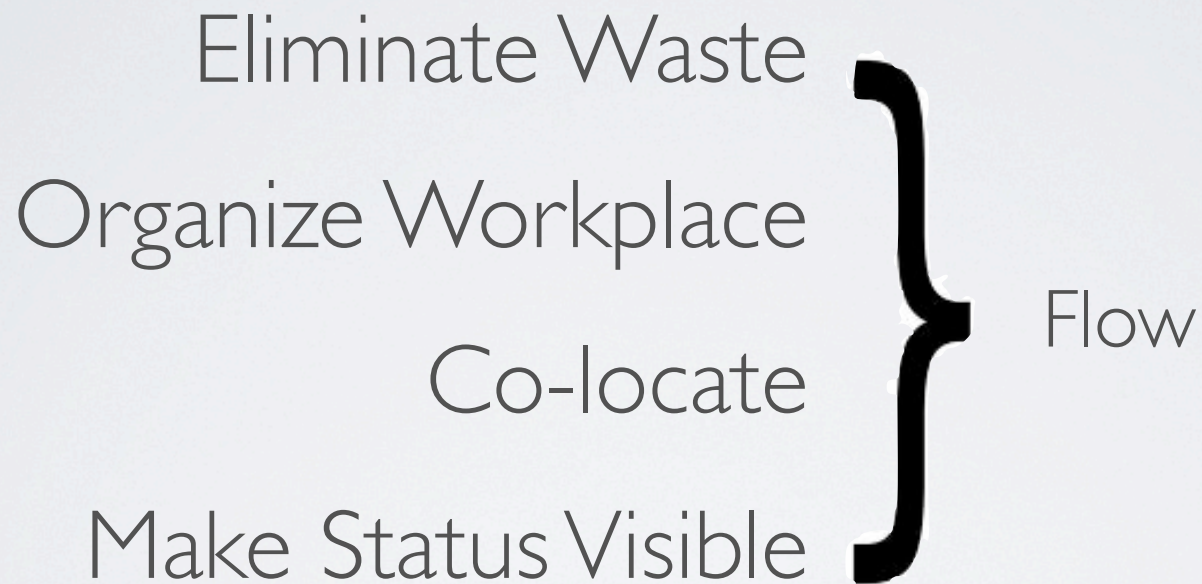 Eliminate Waste
Organize Workplace
Co-locate
Make Status Visible
Flow